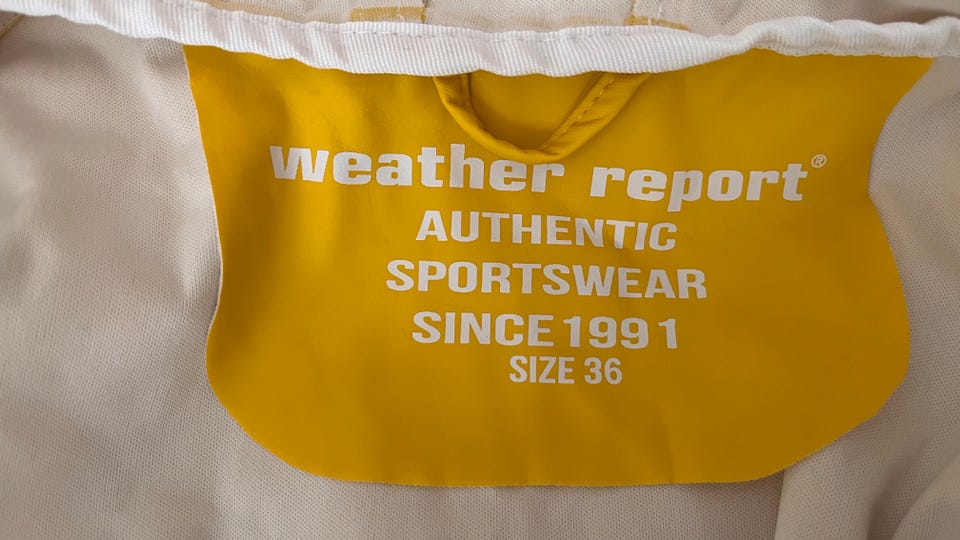 weather report®
AUTHENTIC
SPORTSWEAR
SINCE 1991
SIZE 36